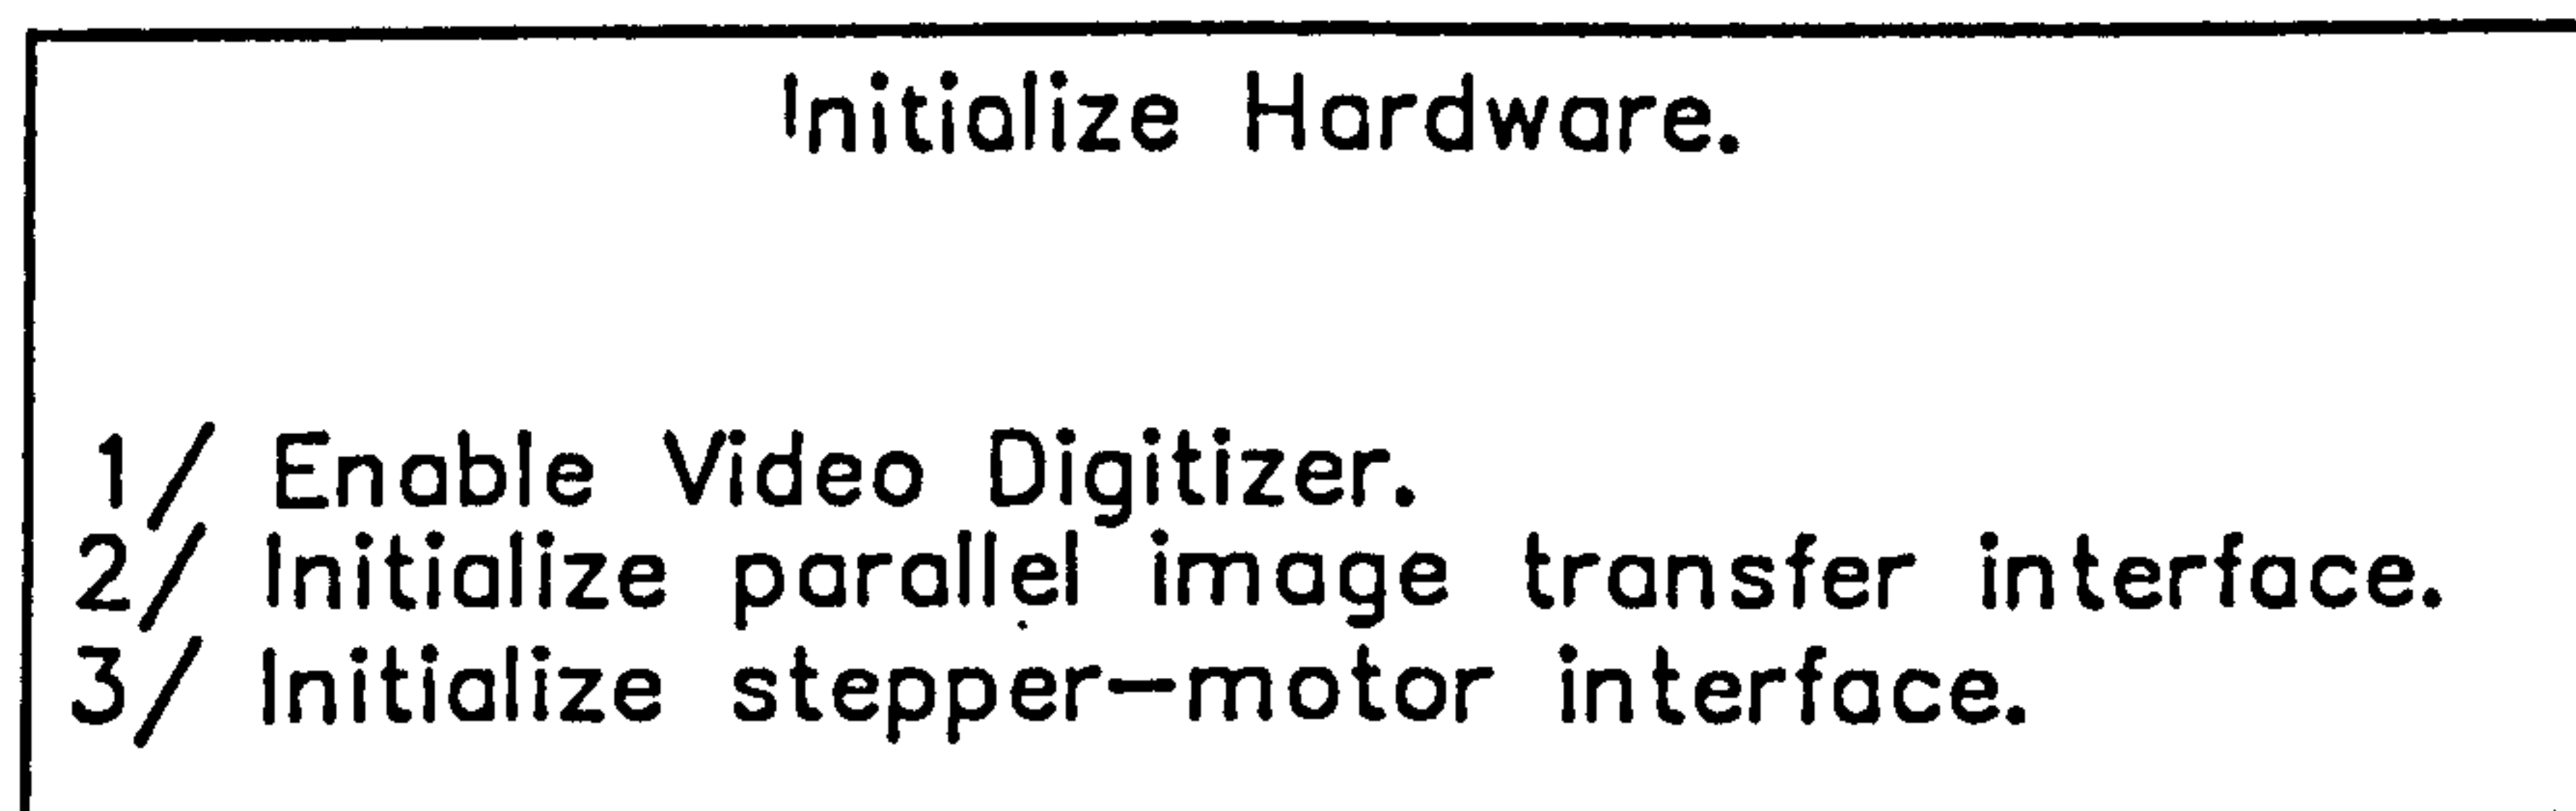 Initialize Hardware.
1/ Enable Video Digitizer.
2/ Initialize parallel image transfer interface.
3/ Initialize stepper-motor interface.